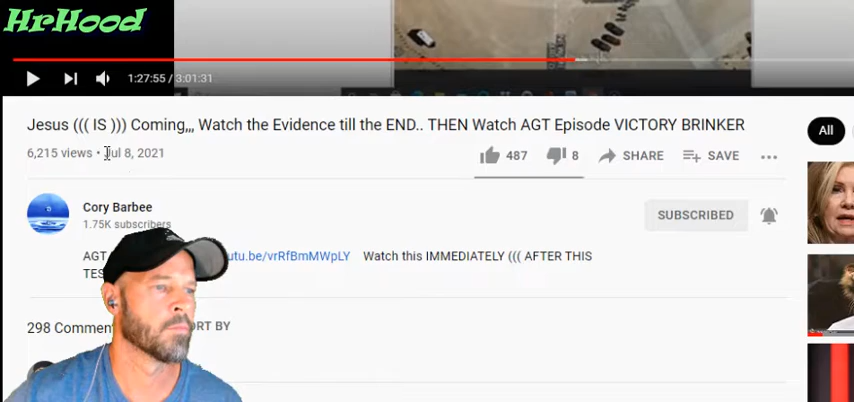 HrHood
1:27:55 / 3:01:31
Jesus ((( IS ))) Coming,,, Watch the Evidence till the END.. THEN Watch AGT Episode VICTORY BRINKER
6,215 views • Jul 8, 2021
487
8
SHARE
SAVE
All
Cory Barbee
1.75K subscribers
SUBSCRIBED
AGT
utu.be/vrRfBmMWpLY Watch this IMMEDIATELY ((( AFTER THIS
TES
298 Comment
ORT BY